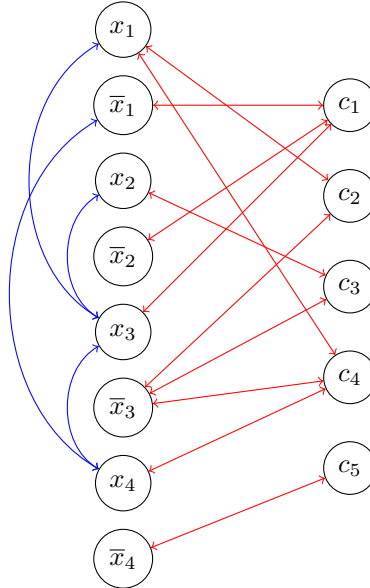 x₁
x̅₁
x₂
x̅₂
x₃
x̅₃
x₄
x̅₄
c₁
c₂
c₃
c₄
c₅